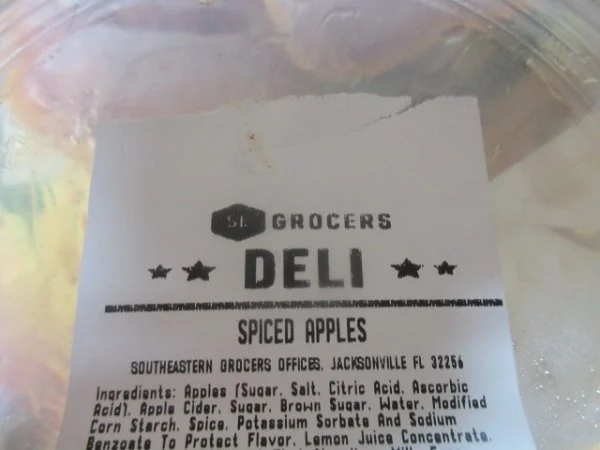 SE GROCERS
DELI
SPICED APPLES
SOUTHEASTERN GROCERS OFFICES, JACKSONVILLE FL 32256
Ingredients: Apples (Sugar, Salt, Citric Acid, Ascorbic
Acid), Apple Cider, Sugar, Brown Sugar, Water, Modified
Corn Starch, Spice, Potassium Sorbate And Sodium
Benzoate To Protect Flavor, Lemon Juice Concentrate,